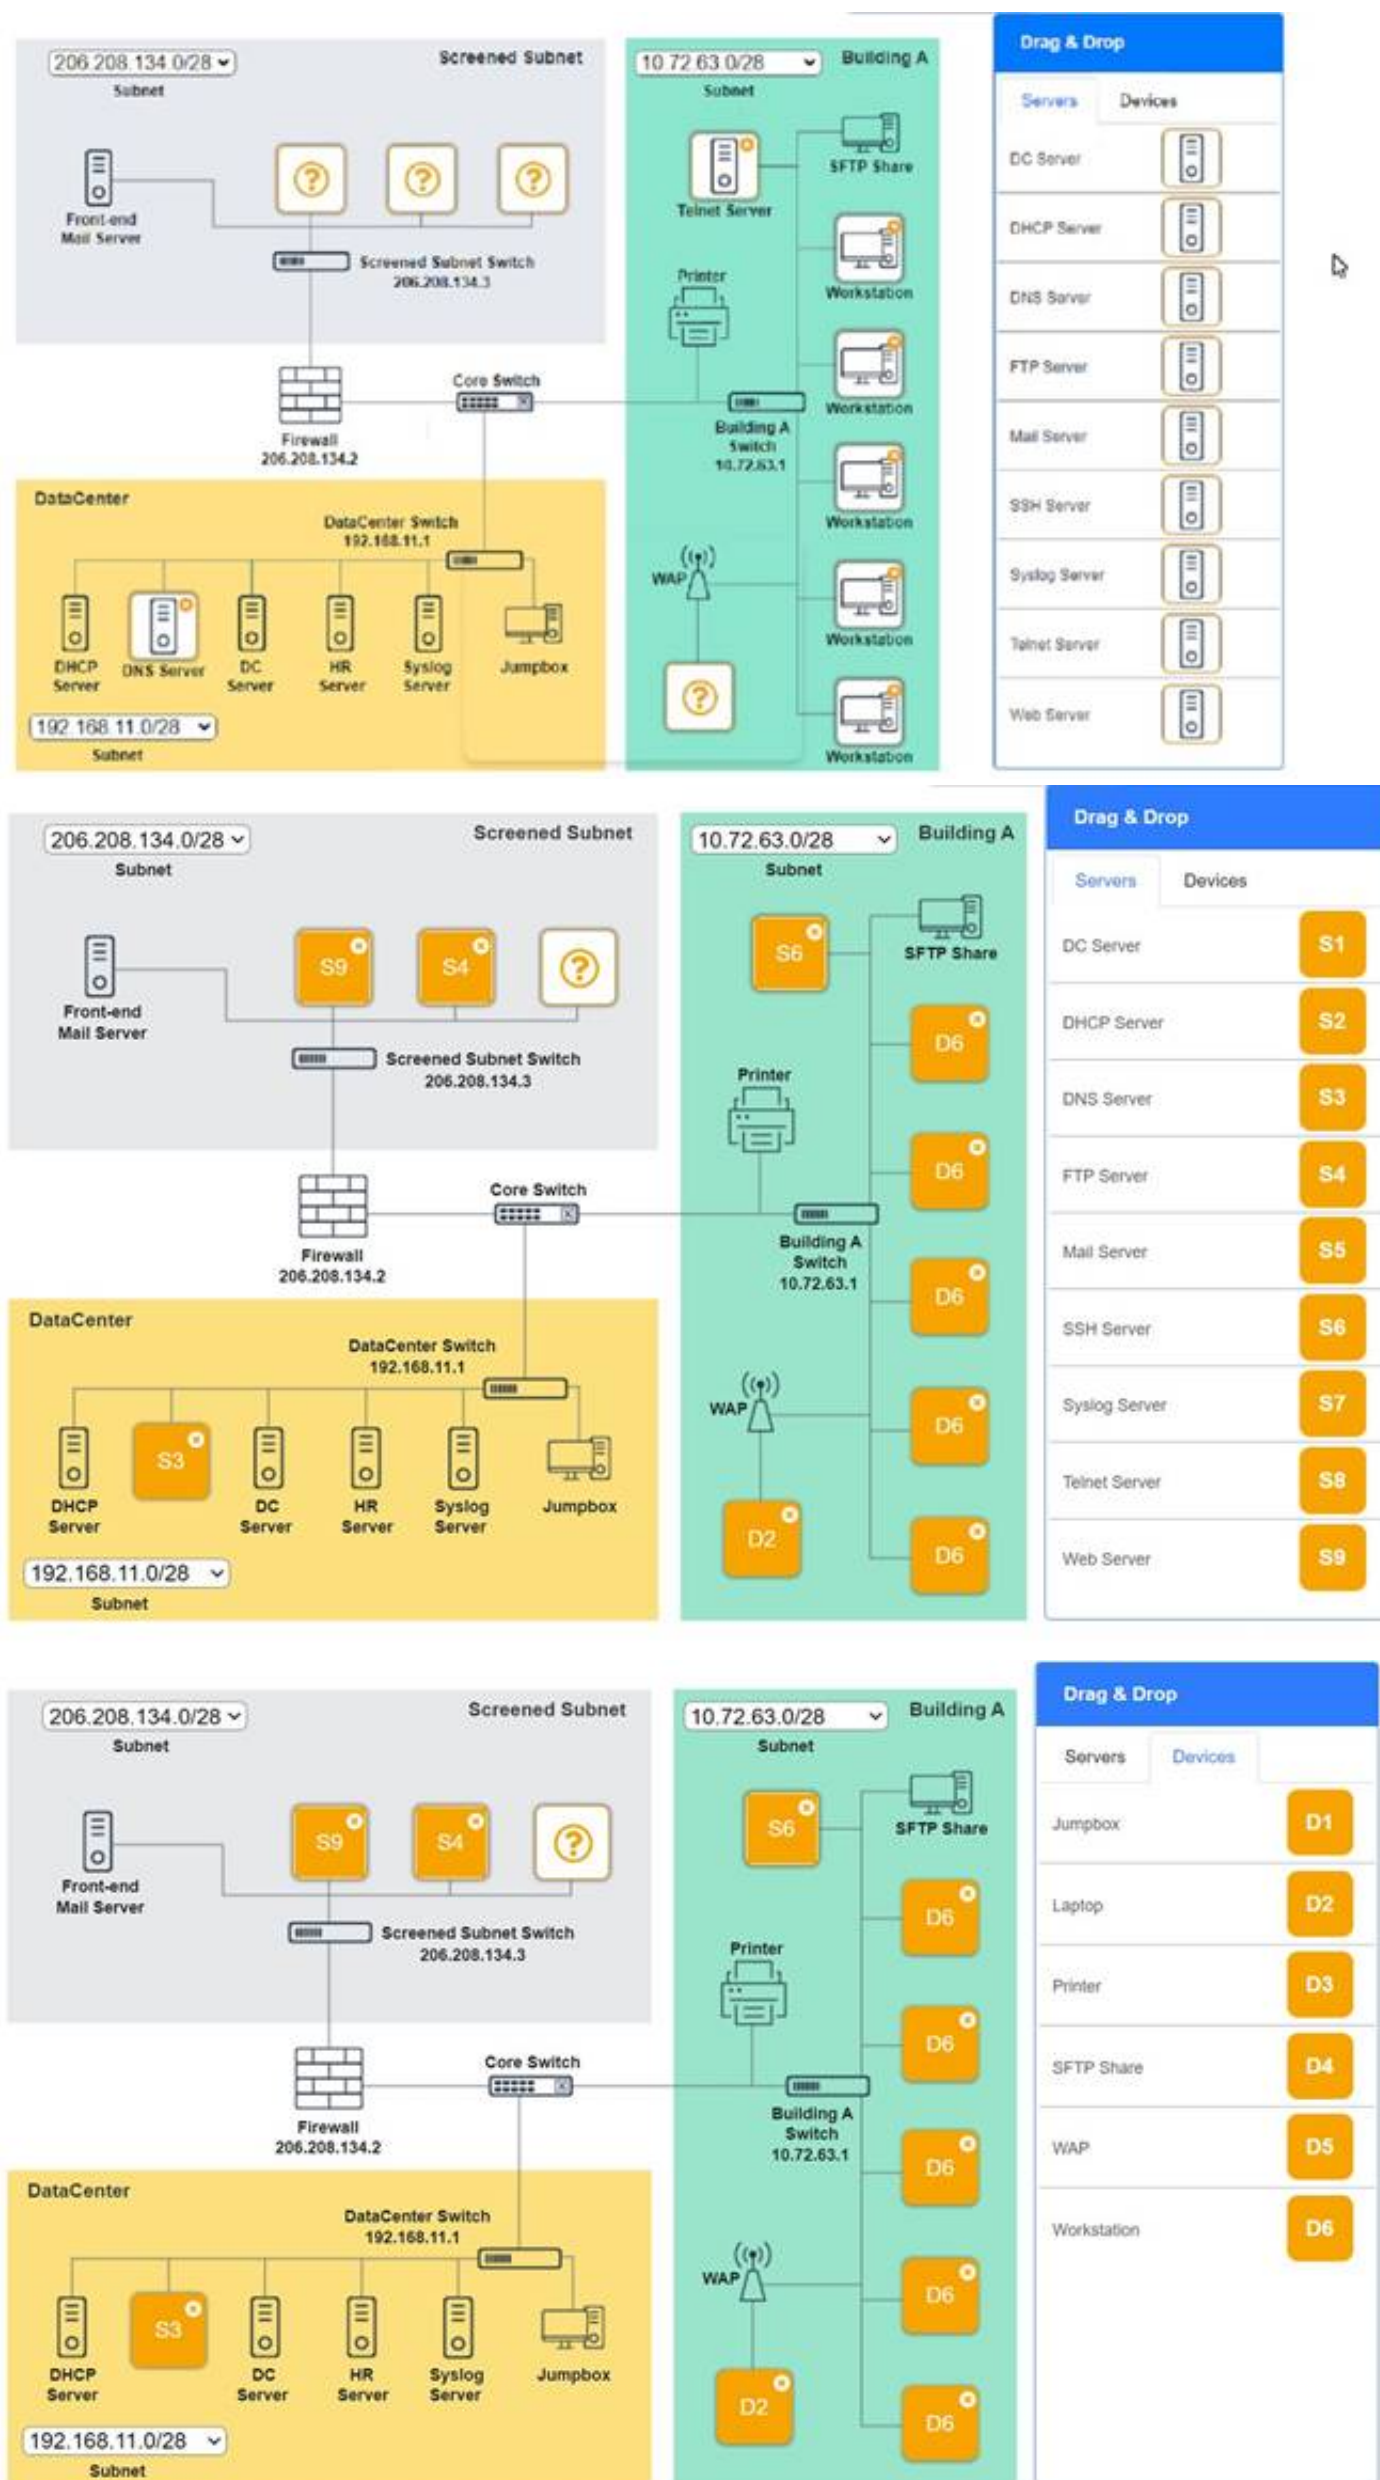 206.208.134.0/28
Subnet
Screened Subnet
Front-end
Mail Server
Screened Subnet Switch
206.208.134.3
Firewall
206.208.134.2
Core Switch
DataCenter
DataCenter Switch
192.168.11.1
DHCP
Server
DNS Server
DC
Server
HR
Server
Syslog
Server
Jumpbox
192.168.11.0/28
Subnet
10.72.63.0/28
Subnet
Building A
SFTP Share
Telnet Server
Workstation
Printer
Workstation
Building A
Switch
10.72.63.1
Workstation
WAP
Workstation
Workstation
Drag & Drop
Servers Devices
DC Server
DHCP Server
DNS Server
FTP Server
Mail Server
SSH Server
Syslog Server
Telnet Server
Web Server
206.208.134.0/28
Subnet
Screened Subnet
S9
S4
Front-end
Mail Server
Screened Subnet Switch
206.208.134.3
Firewall
206.208.134.2
Core Switch
DataCenter
DataCenter Switch
192.168.11.1
DHCP
Server
S3
DC
Server
HR
Server
Syslog
Server
Jumpbox
192.168.11.0/28
Subnet
10.72.63.0/28
Subnet
Building A
S6
SFTP Share
D6
Printer
D6
Building A
Switch
10.72.63.1
D6
WAP
D6
D2
D6
Drag & Drop
Servers Devices
DC Server S1
DHCP Server S2
DNS Server S3
FTP Server S4
Mail Server S5
SSH Server S6
Syslog Server S7
Telnet Server S8
Web Server S9
206.208.134.0/28
Subnet
Screened Subnet
S9
S4
Front-end
Mail Server
Screened Subnet Switch
206.208.134.3
Firewall
206.208.134.2
Core Switch
DataCenter
DataCenter Switch
192.168.11.1
DHCP
Server
S3
DC
Server
HR
Server
Syslog
Server
Jumpbox
192.168.11.0/28
Subnet
10.72.63.0/28
Subnet
Building A
S6
SFTP Share
D6
Printer
D6
Building A
Switch
10.72.63.1
D6
WAP
D6
D2
D6
Drag & Drop
Servers Devices
Jumpbox D1
Laptop D2
Printer D3
SFTP Share D4
WAP D5
Workstation D6